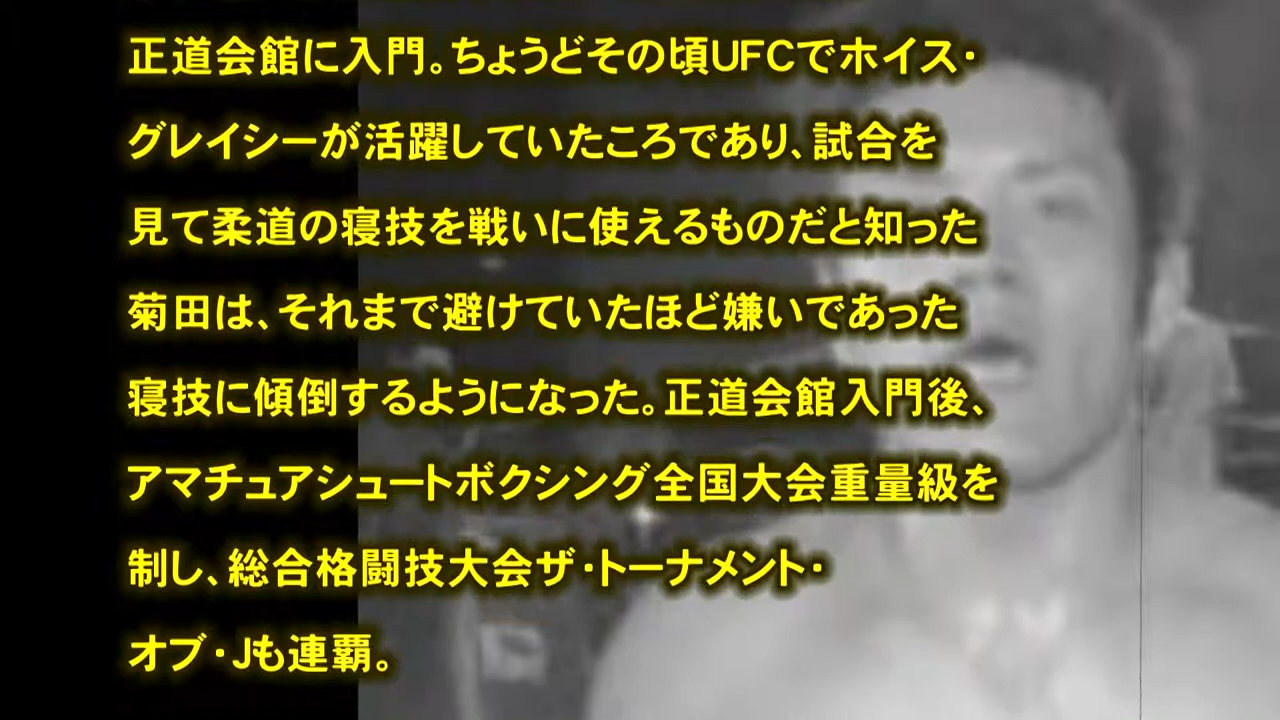 正道会館に入門。ちょうどその頃UFCでホイス・
グレイシーが活躍していたころであり、試合を
見て柔道の寝技を戦いに使えるものだと知った
菊田は、それまで避けていたほど嫌いであった
寝技に傾倒するようになった。正道会館入門後、
アマチュアシュートボクシング全国大会重量級を
制し、総合格闘技大会ザ・トーナメント・
オブ・Jも連覇。